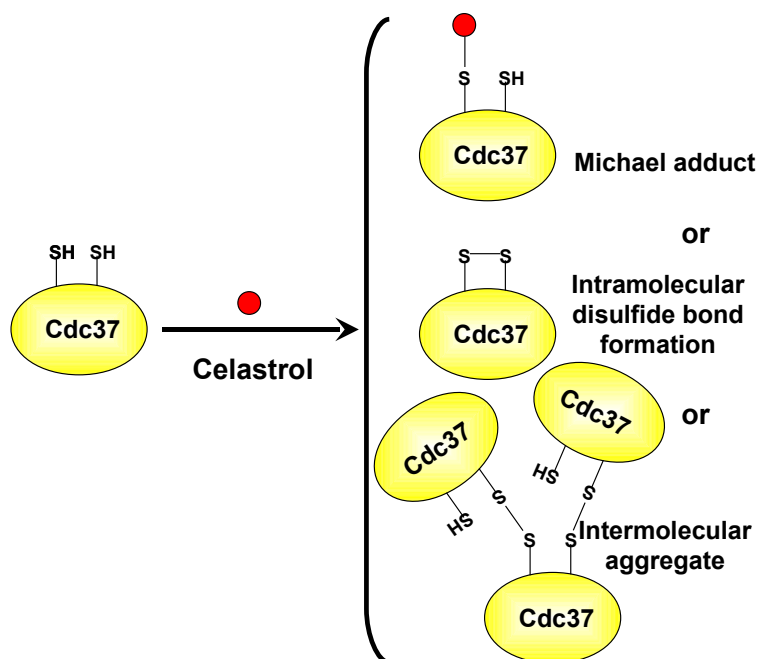 S SH
Cdc37
Michael adduct
or
SH SH
Cdc37
Celastrol
S S
Cdc37
Intramolecular
disulfide bond
formation
or
Cdc37
HS
S
S
Cdc37
HS
S
S
Intermolecular
aggregate
Cdc37